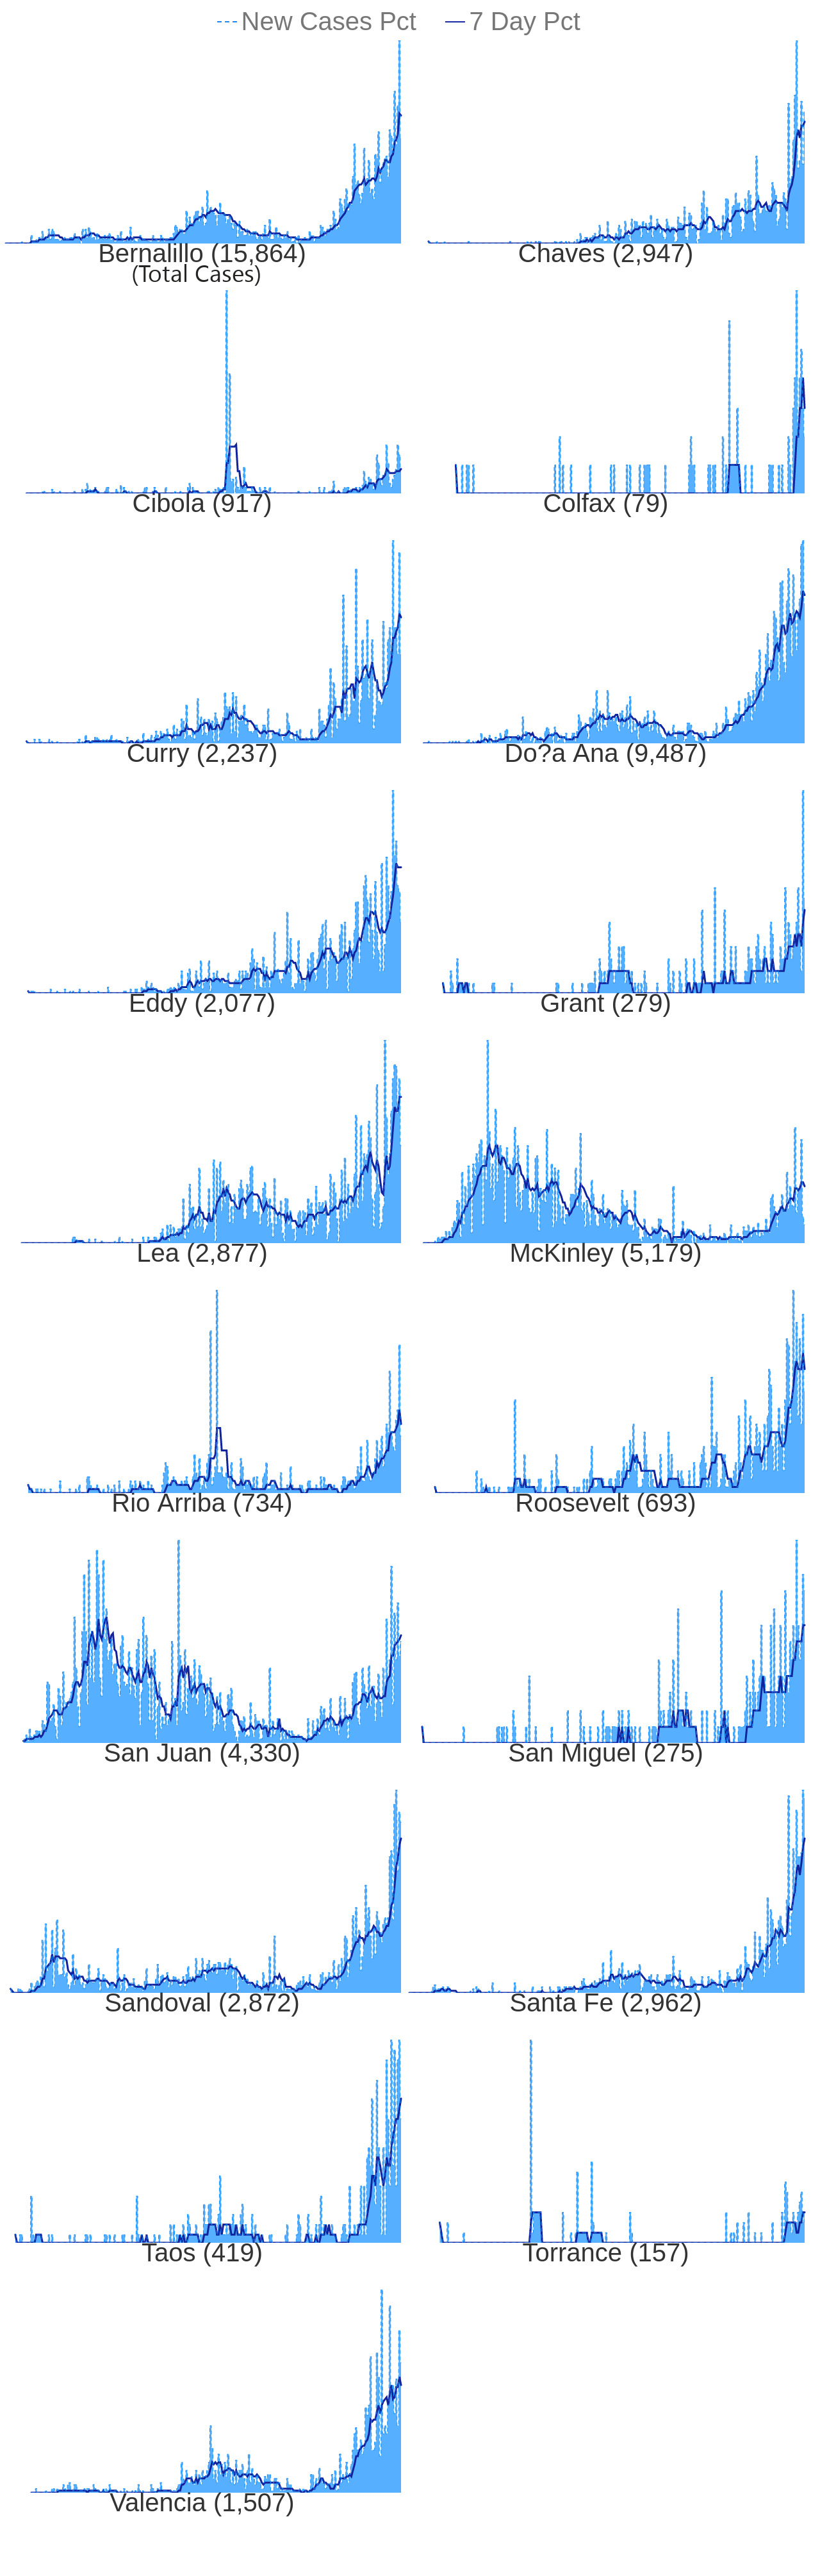 New Cases Pct 7 Day Pct
Bernalillo (15,864) Chaves (2,947)
(Total Cases)
Cibola (917) Colfax (79)
Curry (2,237) Do?a Ana (9,487)
Eddy (2,077) Grant (279)
Lea (2,877) McKinley (5,179)
Rio Arriba (734) Roosevelt (693)
San Juan (4,330) San Miguel (275)
Sandoval (2,872) Santa Fe (2,962)
Taos (419) Torrance (157)
Valencia (1,507)